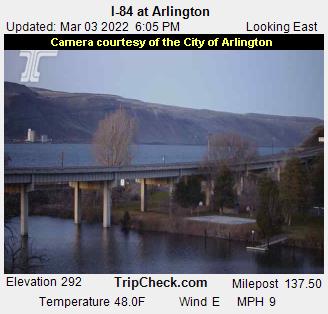 I-84 at Arlington
Updated: Mar 03 2022 6:05 PM Looking East
Camera courtesy of the City of Arlington
Elevation 292 TripCheck.com Milepost 137.50
Temperature 48.0F Wind E MPH 9